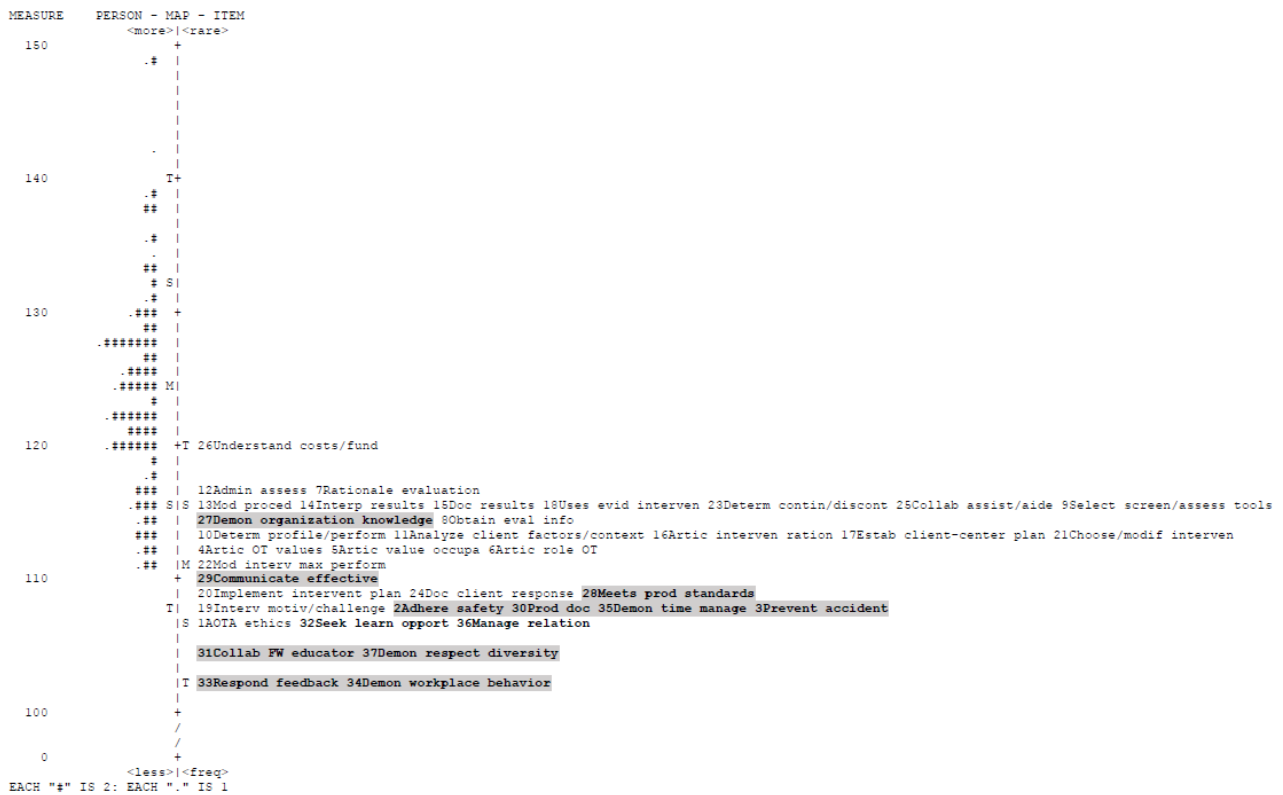 MEASURE PERSON - MAP - ITEM
<more>|<rare>
150 +
.# |
|
|
|
|
|
. |
|
140 T+
.# |
## |
|
.# |
. |
## |
# S|
.# |
130 .### +
## |
.####### |
## |
.#### |
.##### M|
# |
.###### |
#### |
120 .###### +T 26Understand costs/fund
# |
.# |
### | 12Admin assess 7Rationale evaluation
.### S|S 13Mod proced 14Interp results 15Doc results 18Uses evid interven 23Determ contin/discont 25Collab assist/aide 9Select screen/assess tools
.## | 27Demon organization knowledge 8Obtain eval info
### | 10Determ profile/perform 11Analyze client factors/context 16Artic interven ration 17Estab client-center plan 21Choose/modif interven
.## | 4Artic OT values 5Artic value occupa 6Artic role OT
.## |M 22Mod interv max perform
110 + 29Communicate effective
| 20Implement intervent plan 24Doc client response 28Meets prod standards
T| 19Interv motiv/challenge 2Adhere safety 30Prod doc 35Demon time manage 3Prevent accident
|S 1AOTA ethics 32Seek learn opport 36Manage relation
|
| 31Collab FW educator 37Demon respect diversity
|
|T 33Respond feedback 34Demon workplace behavior
|
100 +
/
/
0 +
<less>|<freq>
EACH "#" IS 2: EACH "." IS 1